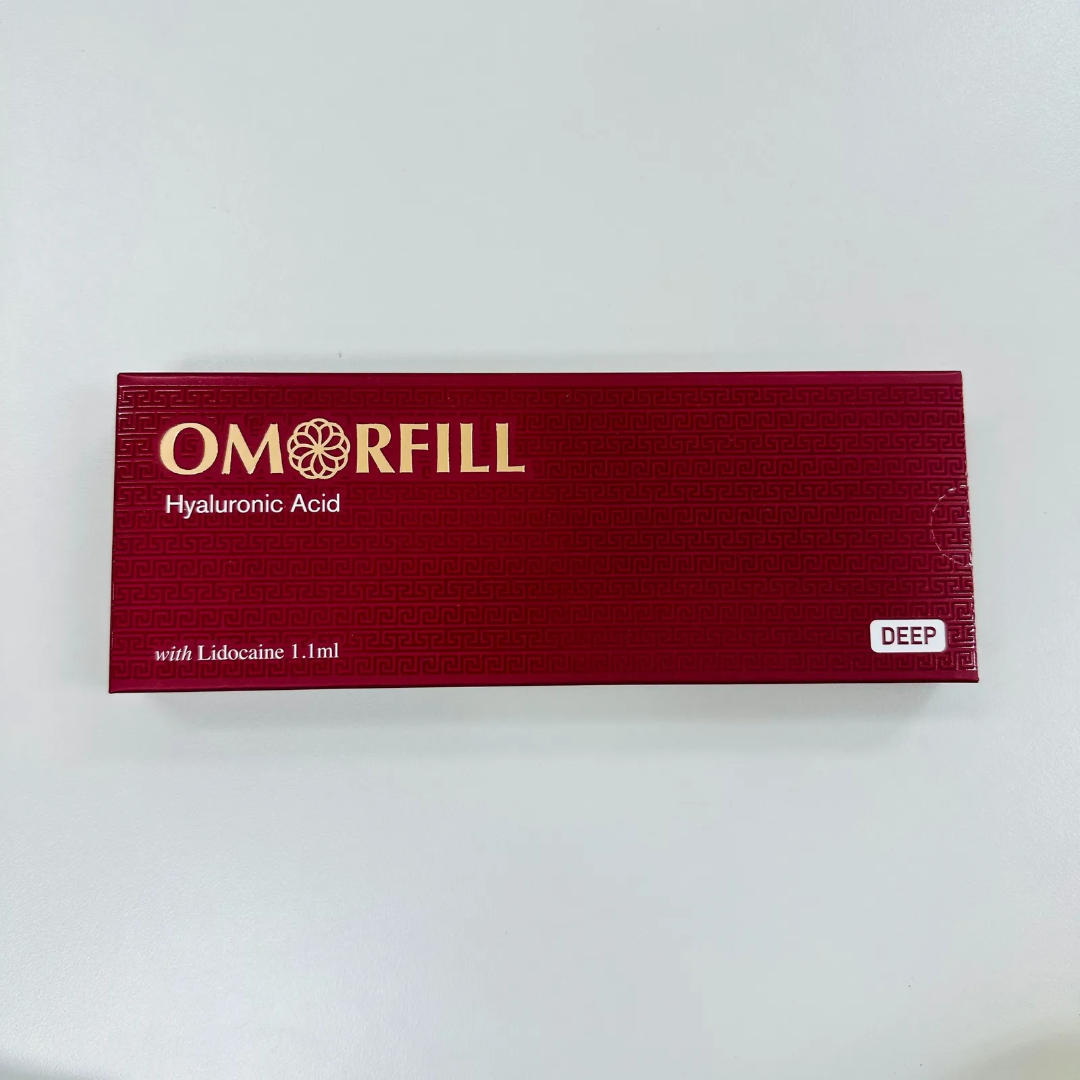 OMORFILL
Hyaluronic Acid
with Lidocaine 1.1ml
DEEP